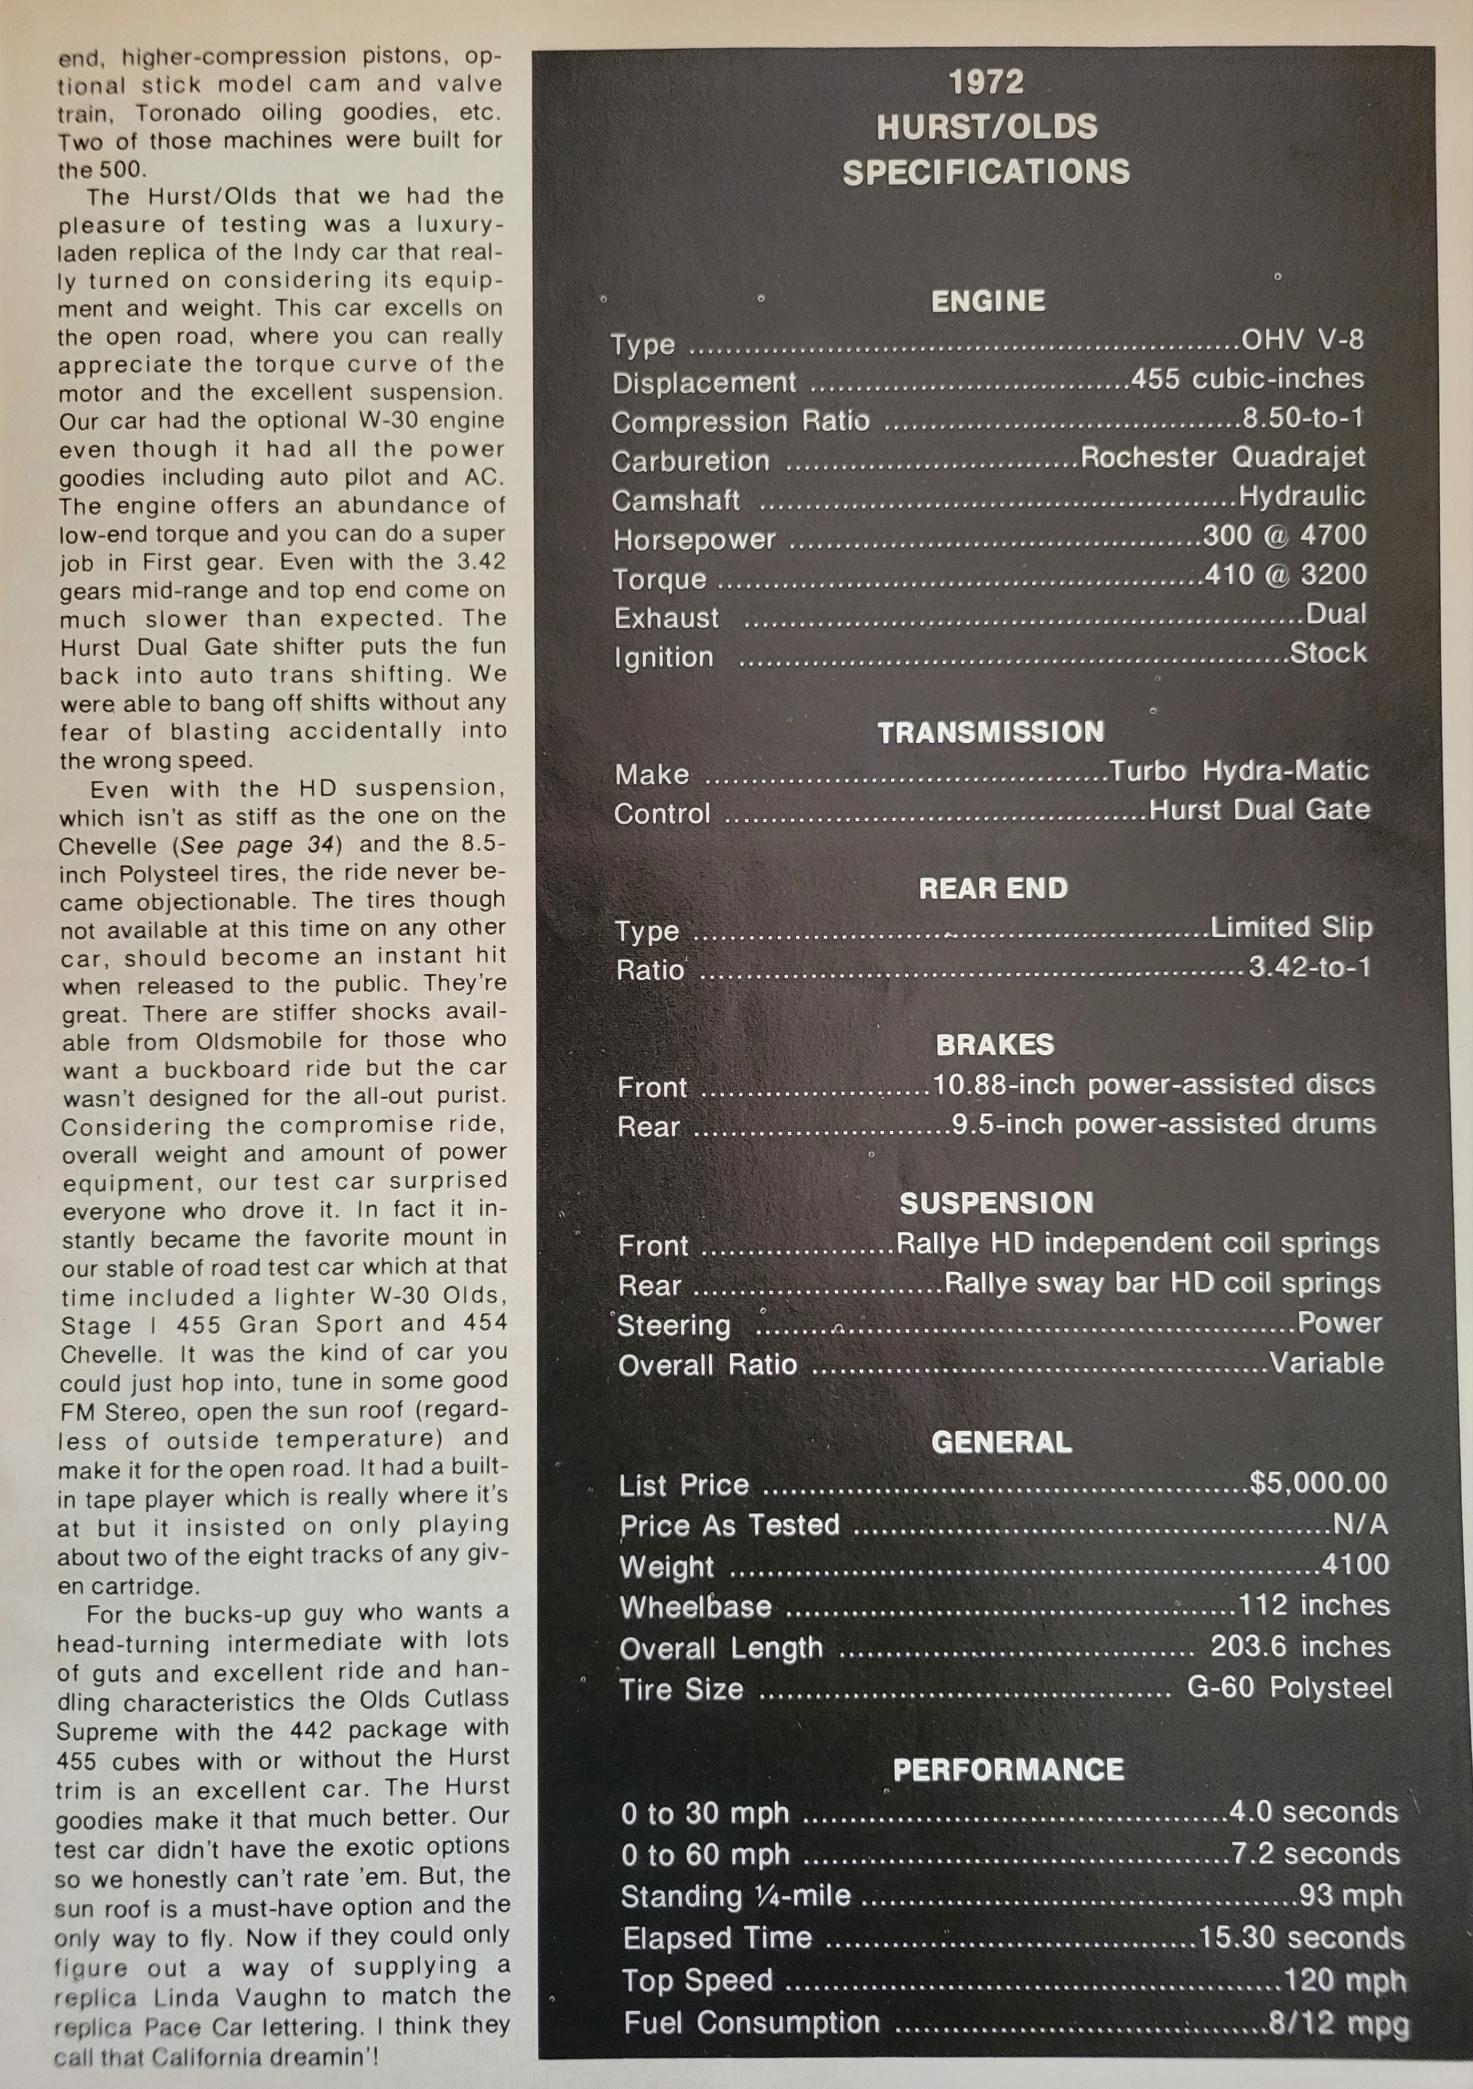 end, higher-compression pistons, op-
tional stick model cam and valve
train, Toronado oiling goodies, etc.
Two of those machines were built for
the 500.
The Hurst/Olds that we had the
pleasure of testing was a luxury-
laden replica of the Indy car that real-
ly turned on considering its equip-
ment and weight. This car excells on
the open road, where you can really
appreciate the torque curve of the
motor and the excellent suspension.
Our car had the optional W-30 engine
even though it had all the power
goodies including auto pilot and AC.
The engine offers an abundance of
low-end torque and you can do a super
job in First gear. Even with the 3.42
gears mid-range and top end come on
much slower than expected. The
Hurst Dual Gate shifter puts the fun
back into auto trans shifting. We
were able to bang off shifts without any
fear of blasting accidentally into
the wrong speed.
Even with the HD suspension,
which isn't as stiff as the one on the
Chevelle (See page 34) and the 8.5-
inch Polysteel tires, the ride never be-
came objectionable. The tires though
not available at this time on any other
car, should become an instant hit
when released to the public. They're
great. There are stiffer shocks avail-
able from Oldsmobile for those who
want a buckboard ride but the car
wasn't designed for the all-out purist.
Considering the compromise ride,
overall weight and amount of power
equipment, our test car surprised
everyone who drove it. In fact it in-
stantly became the favorite mount in
our stable of road test car which at that
time included a lighter W-30 Olds,
Stage I 455 Gran Sport and 454
Chevelle. It was the kind of car you
could just hop into, tune in some good
FM Stereo, open the sun roof (regard-
less of outside temperature) and
make it for the open road. It had a built-
in tape player which is really where it's
at but it insisted on only playing
about two of the eight tracks of any giv-
en cartridge.
For the bucks-up guy who wants a
head-turning intermediate with lots
of guts and excellent ride and han-
dling characteristics the Olds Cutlass
Supreme with the 442 package with
455 cubes with or without the Hurst
trim is an excellent car. The Hurst
goodies make it that much better. Our
test car didn't have the exotic options
so we honestly can't rate 'em. But, the
sun roof is a must-have option and the
only way to fly. Now if they could only
figure out a way of supplying a
replica Linda Vaughn to match the
replica Pace Car lettering. I think they
call that California dreamin'!
1972
HURST/OLDS
SPECIFICATIONS
ENGINE
Type ........ OHV V-8
Displacement ........ 455 cubic-inches
Compression Ratio ........ 8.50-to-1
Carburetion ........ Rochester Quadrajet
Camshaft ........ Hydraulic
Horsepower ........ 300 @ 4700
Torque ........ 410 @ 3200
Exhaust ........ Dual
Ignition ........ Stock
TRANSMISSION
Make ........ Turbo Hydra-Matic
Control ........ Hurst Dual Gate
REAR END
Type ........ Limited Slip
Ratio ........ 3.42-to-1
BRAKES
Front ........ 10.88-inch power-assisted discs
Rear ........ 9.5-inch power-assisted drums
SUSPENSION
Front ........ Rallye HD independent coil springs
Rear ........ Rallye sway bar HD coil springs
Steering ........ Power
Overall Ratio ........ Variable
GENERAL
List Price ........ $5,000.00
Price As Tested ........ N/A
Weight ........ 4100
Wheelbase ........ 112 inches
Overall Length ........ 203.6 inches
Tire Size ........ G-60 Polysteel
PERFORMANCE
0 to 30 mph ........ 4.0 seconds
0 to 60 mph ........ 7.2 seconds
Standing ¼-mile ........ 93 mph
Elapsed Time ........ 15.30 seconds
Top Speed ........ 120 mph
Fuel Consumption ........ 8/12 mpg